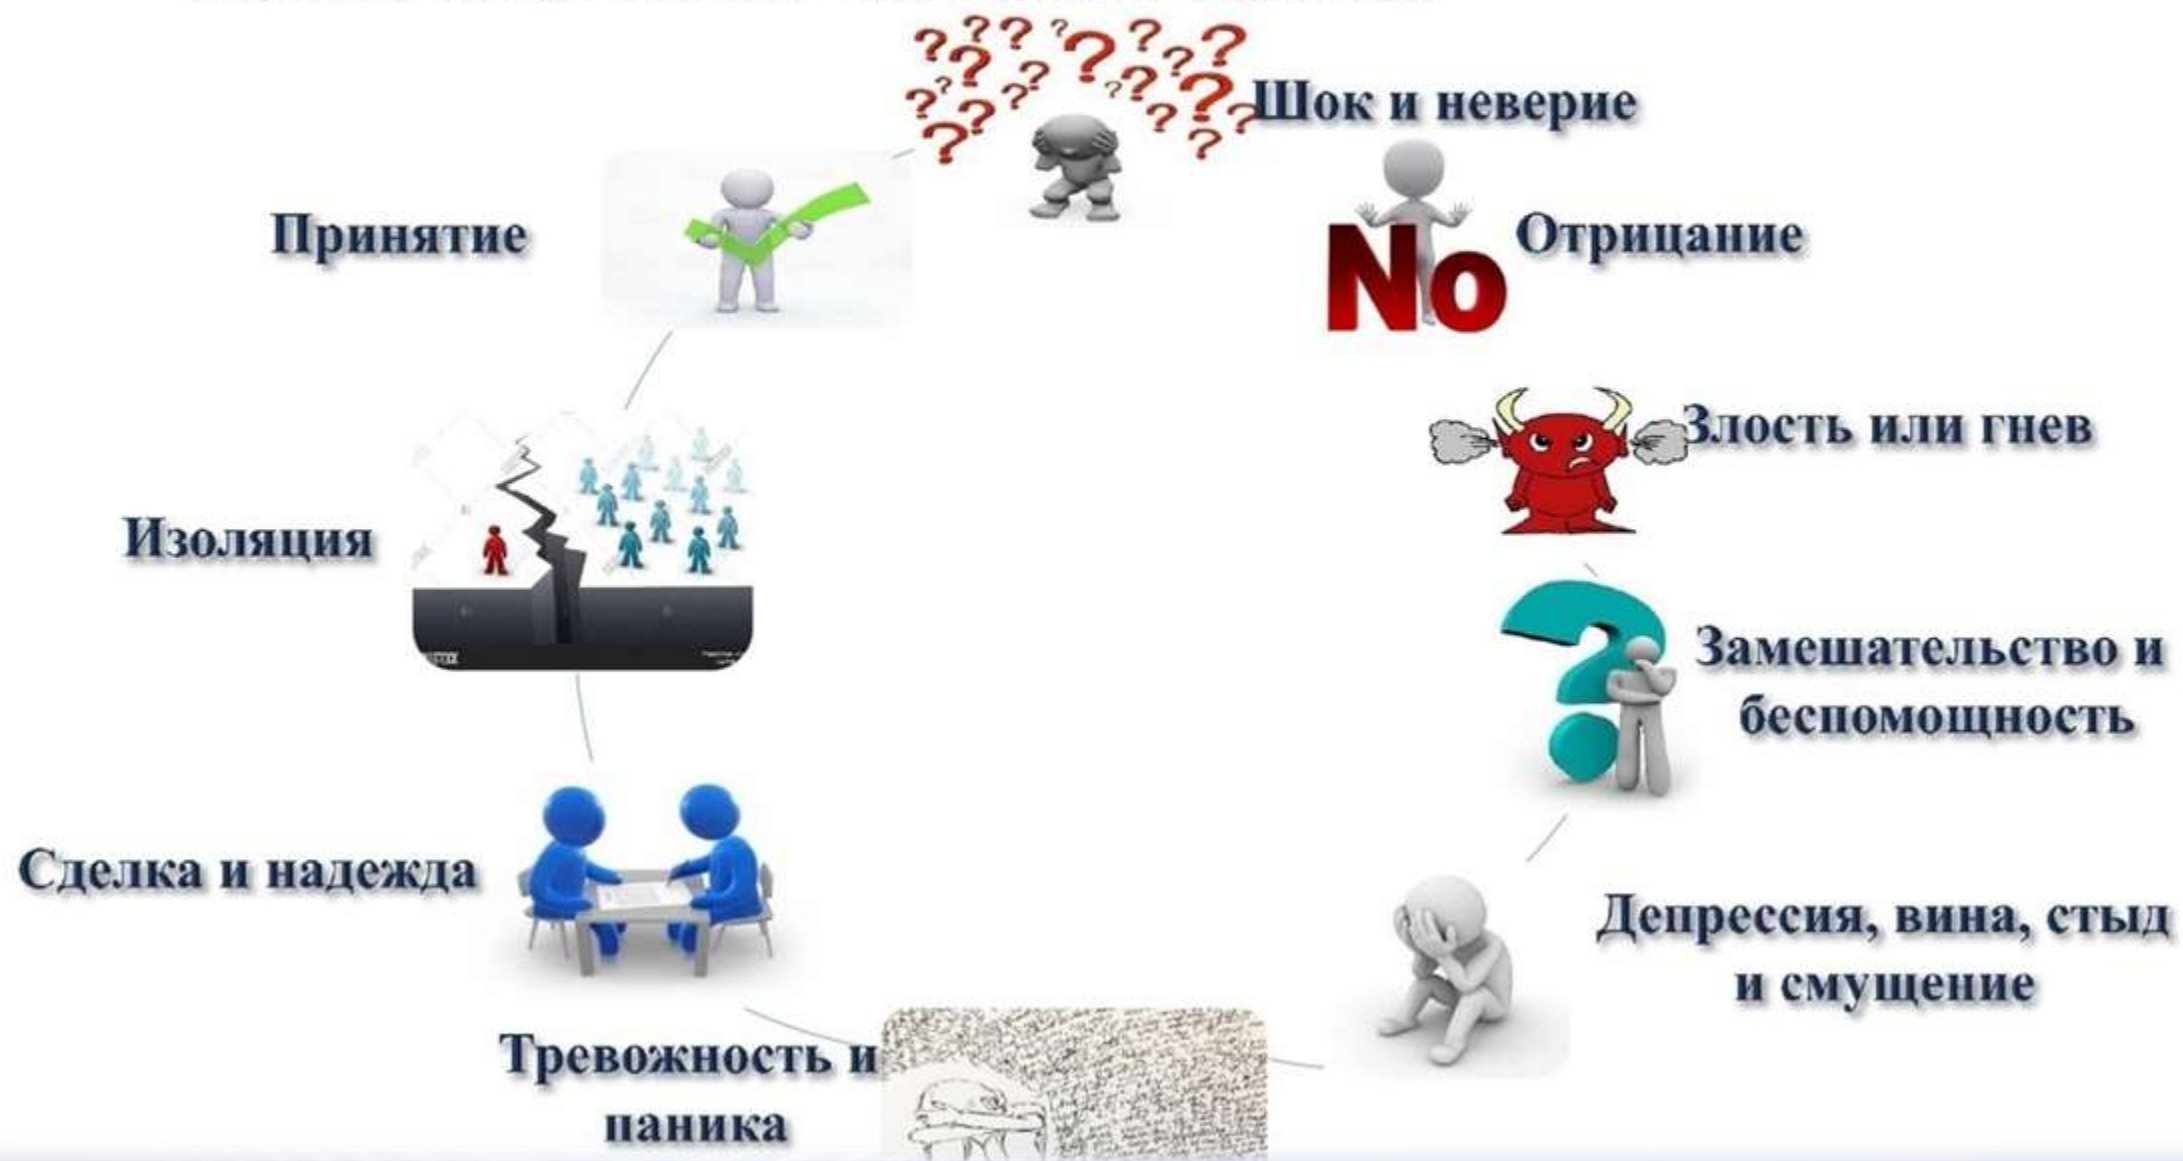 Шок и неверие
No
Отрицание
Злость или гнев
Замешательство и
беспомощность
Депрессия, вина, стыд
и смущение
Тревожность и
паника
Сделка и надежда
Изоляция
Принятие